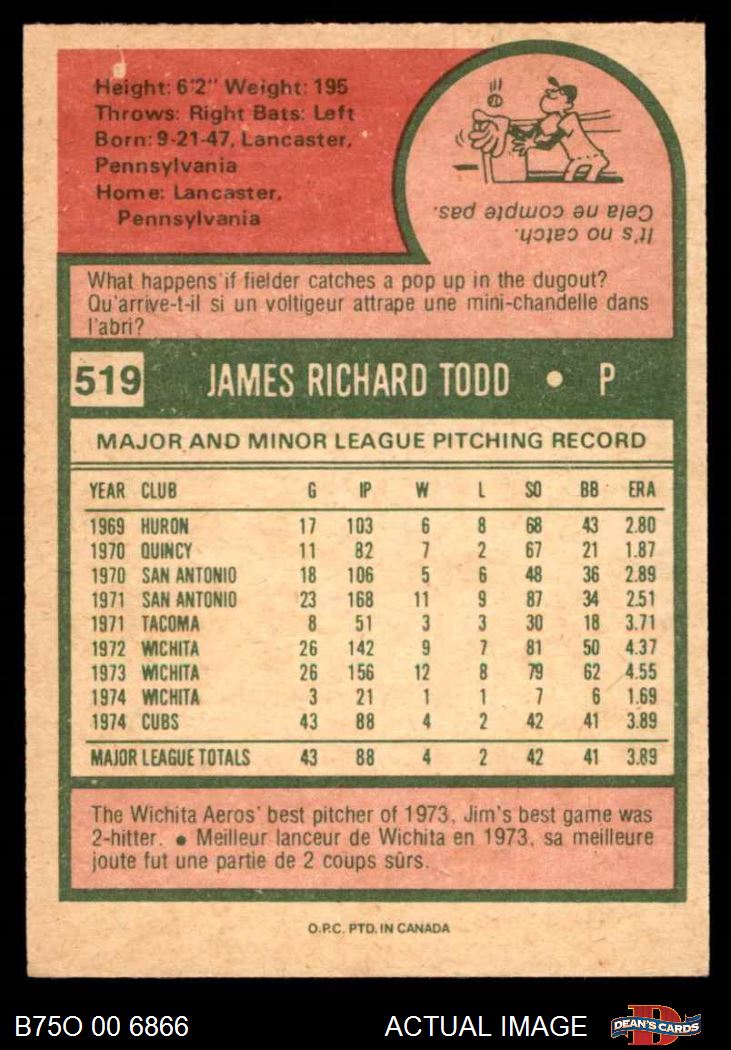 Height: 6'2" Weight: 195
Throws: Right Bats: Left
Born: 9-21-47, Lancaster,
Pennsylvania
Home: Lancaster,
Pennsylvania
It's no catch.
Cela ne compte pas.
What happens if fielder catches a pop up in the dugout?
Qu'arrive-t-il si un voltigeur attrape une mini-chandelle dans
l'abri?
519 JAMES RICHARD TODD • P
MAJOR AND MINOR LEAGUE PITCHING RECORD
YEAR CLUB G IP W L SO BB ERA
1969 HURON 17 103 6 8 68 43 2.80
1970 QUINCY 11 82 7 2 67 21 1.87
1970 SAN ANTONIO 18 106 5 6 48 36 2.89
1971 SAN ANTONIO 23 168 11 9 87 34 2.51
1971 TACOMA 8 51 3 3 30 18 3.71
1972 WICHITA 26 142 9 7 81 50 4.37
1973 WICHITA 26 156 12 8 79 62 4.55
1974 WICHITA 3 21 1 1 7 6 1.69
1974 CUBS 43 88 4 2 42 41 3.89
MAJOR LEAGUE TOTALS 43 88 4 2 42 41 3.89
The Wichita Aeros' best pitcher of 1973, Jim's best game was
2-hitter. • Meilleur lanceur de Wichita en 1973, sa meilleure
joute fut une partie de 2 coups sûrs.
O.P.C. PTD. IN CANADA
B75O 00 6866 ACTUAL IMAGE DEAN'S CARDS